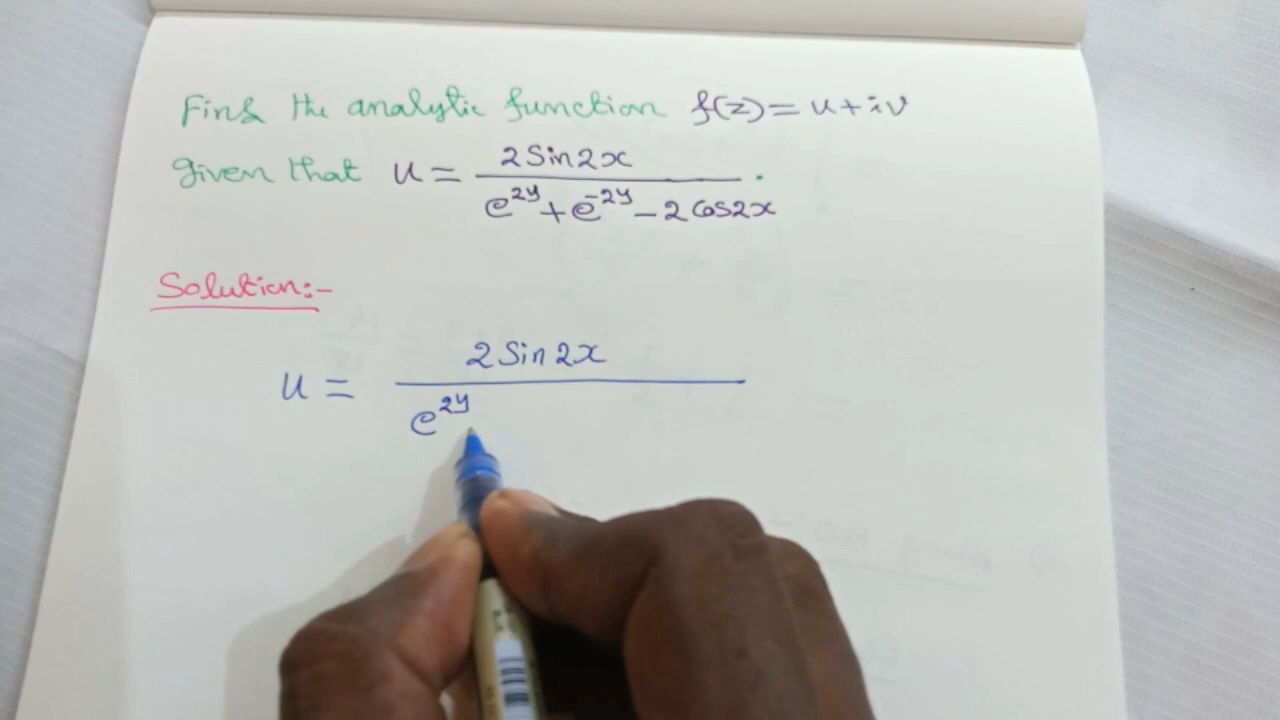 Find the analytic function f(z) = u + iv
given that u = 2 Sin 2x / e^{2y} + e^{-2y} - 2 Cos 2x .
Solution:-
u = 2 Sin 2x / e^{2y}